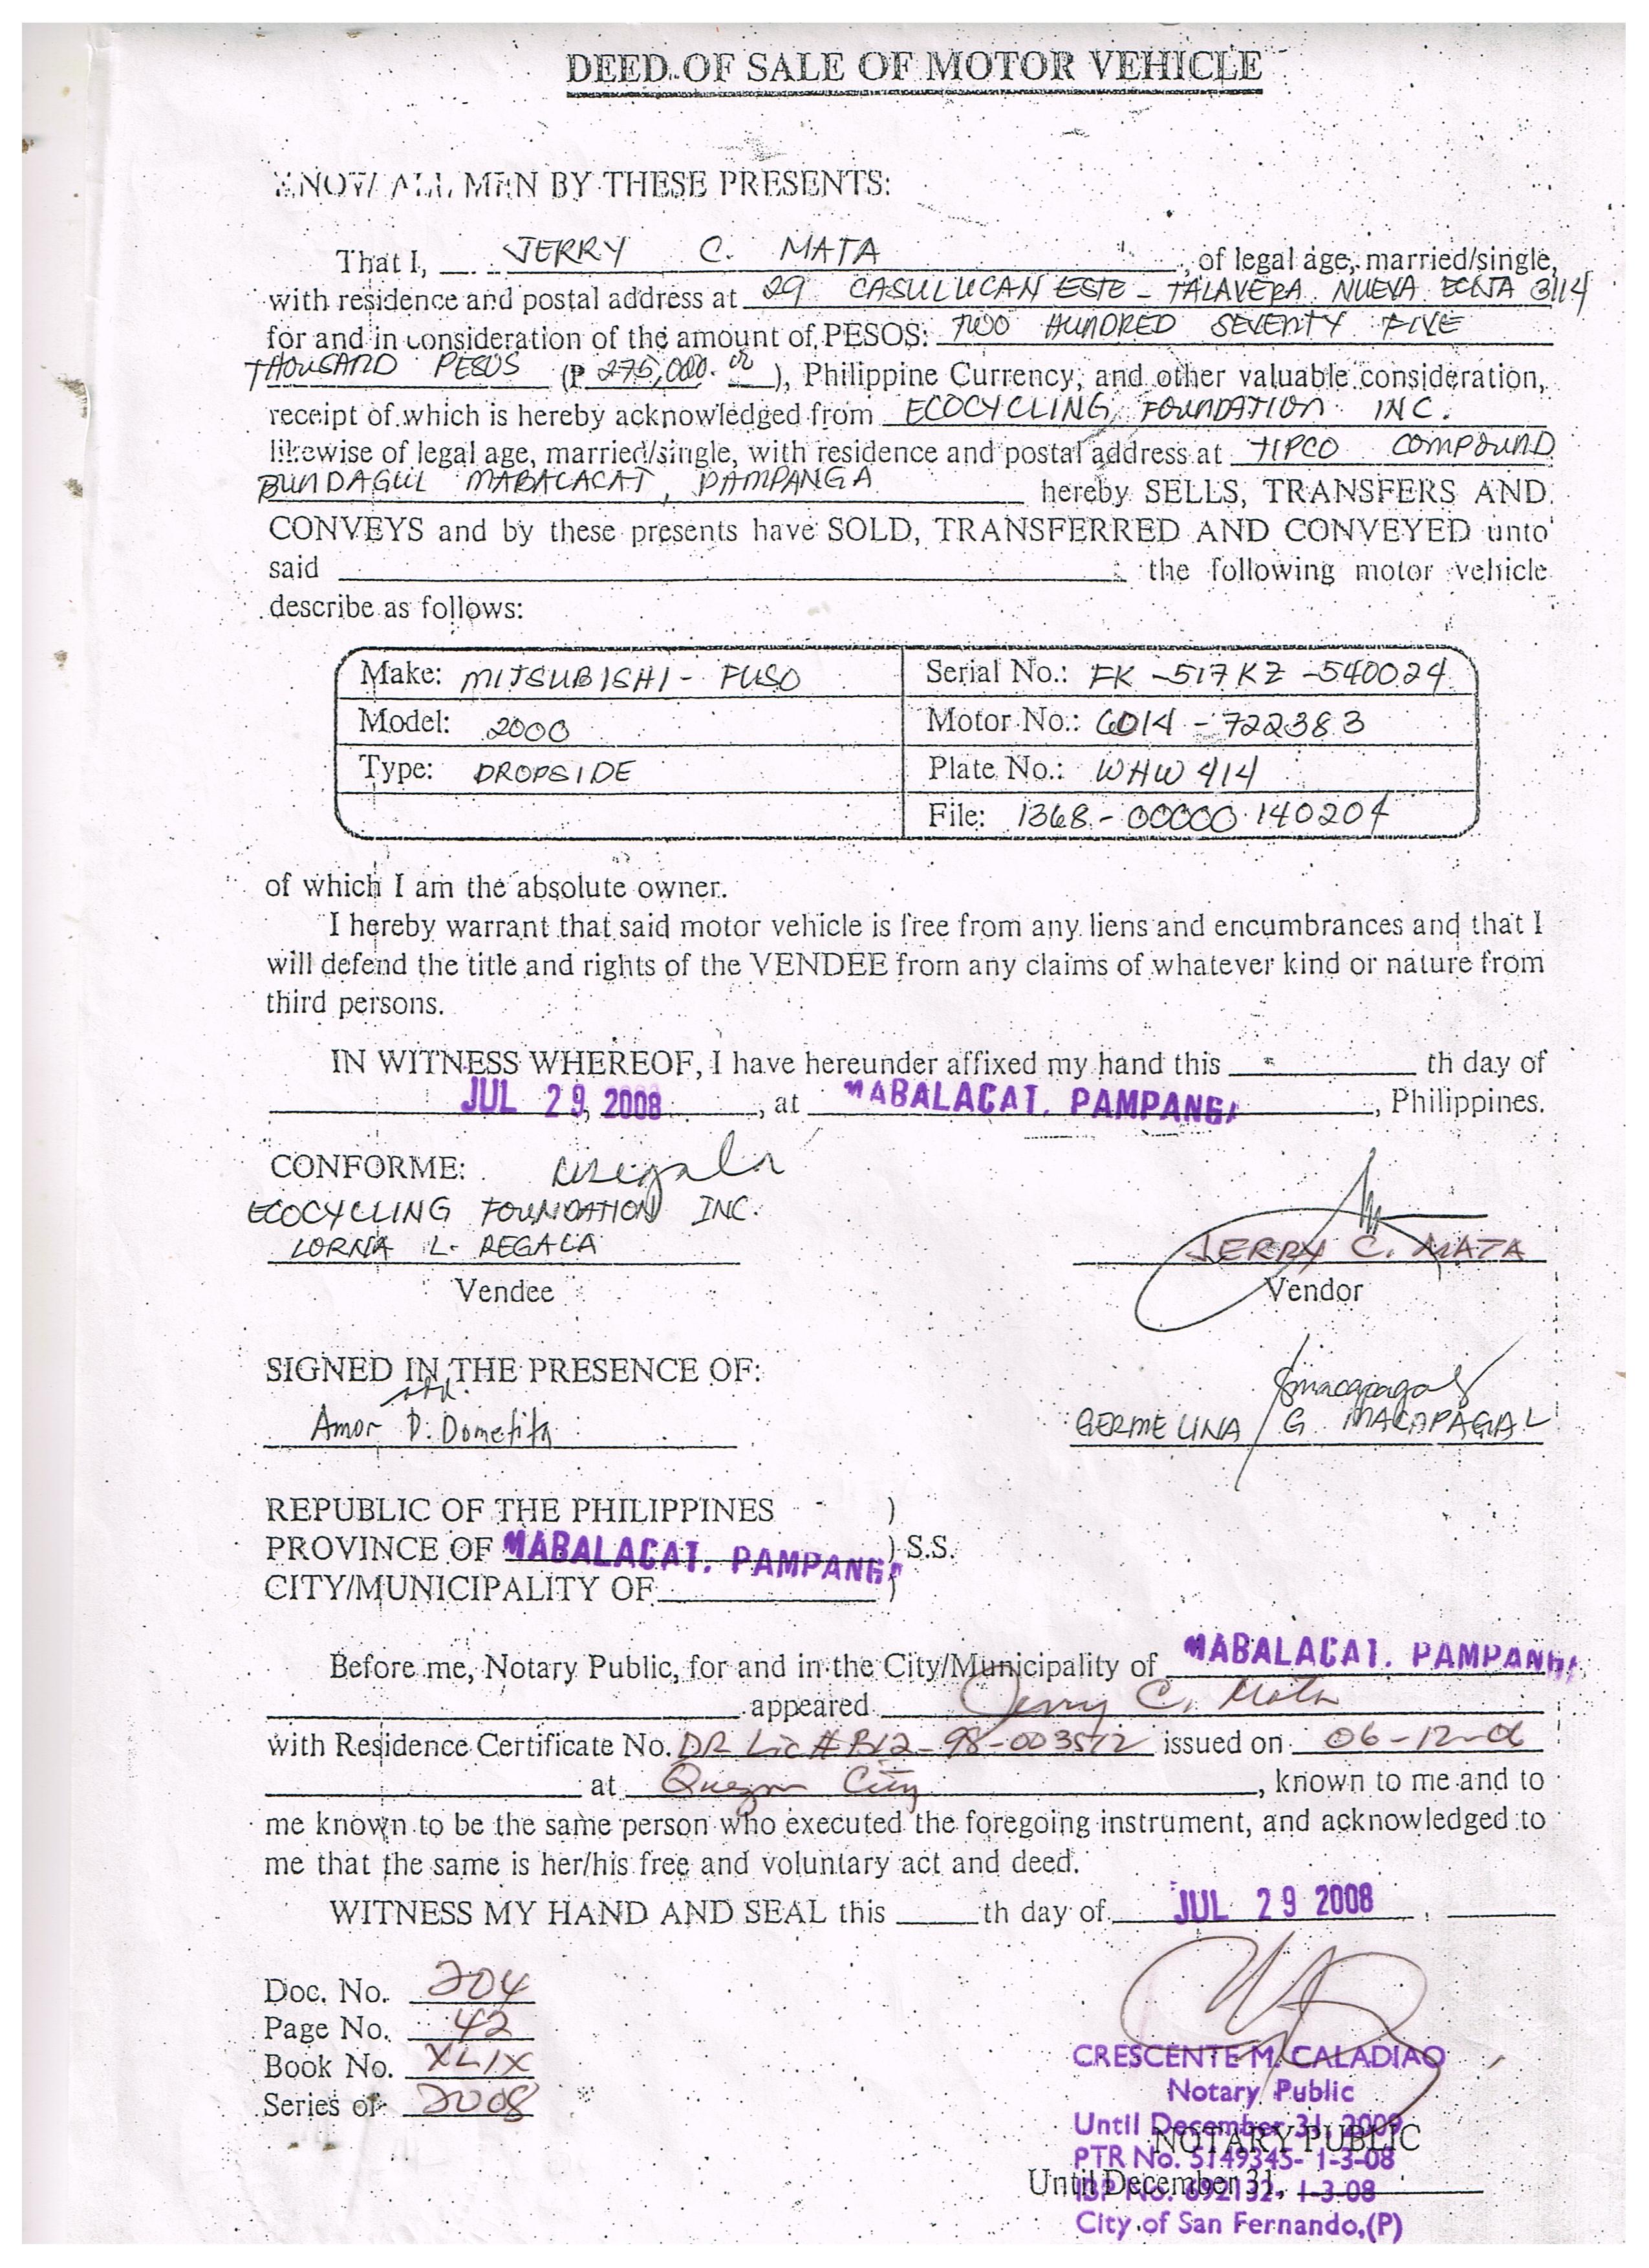 DEED OF SALE OF MOTOR VEHICLE
KNOW ALL MEN BY THESE PRESENTS:
That I, JERRY C. MATA, of legal age, married/single,
with residence and postal address at 29 CASULUCAN ESTE - TALAVERA NUEVA ECIJA 3114
for and in consideration of the amount of PESOS: TWO HUNDRED SEVENTY FIVE
THOUSAND PESOS (₱ 275,000.00), Philippine Currency, and other valuable consideration,
receipt of which is hereby acknowledged from ECOCYCLING FOUNDATION INC.
likewise of legal age, married/single, with residence and postal address at TIPCO COMPOUND
BUNDAGUL MABALACAT, PAMPANGA hereby SELLS, TRANSFERS AND
CONVEYS and by these presents have SOLD, TRANSFERRED AND CONVEYED unto
said ____ the following motor vehicle
describe as follows:
Make: MITSUBISHI - FUSO Serial No.: FK -517KZ -540024
Model: 2000 Motor No.: 6D14 - 722383
Type: DROPSIDE Plate No.: WHW 414
File: 1368 - 00000140204
of which I am the absolute owner.
I hereby warrant that said motor vehicle is free from any liens and encumbrances and that I
will defend the title and rights of the VENDEE from any claims of whatever kind or nature from
third persons.
IN WITNESS WHEREOF, I have hereunder affixed my hand this ____ th day of
JUL 29, 2008, at MABALACAT, PAMPANGA, Philippines.
CONFORME:
ECOCYCLING FOUNDATION INC.
LORNA L. REGALA JERRY C. MATA
Vendee Vendor
SIGNED IN THE PRESENCE OF:
Amor D. Dometita GERMELINA G. MACAPAGAL
REPUBLIC OF THE PHILIPPINES )
PROVINCE OF MABALACAT, PAMPANGA ) S.S.
CITY/MUNICIPALITY OF ____ )
Before me, Notary Public, for and in the City/Municipality of MABALACAT, PAMPANGA
____ appeared Jerry C. Mata
with Residence Certificate No. DR Lic # B12-98-003512 issued on 06-12-06
____ at Quezon City, known to me and to
me known to be the same person who executed the foregoing instrument, and acknowledged to
me that the same is her/his free and voluntary act and deed.
WITNESS MY HAND AND SEAL this ____ th day of JUL 29 2008, ____
Doc. No. 204
Page No. 42
Book No. XLIX
Series of 2008
CRESCENTE M. CALADIAO
Notary Public
Until December 31, 2009
NOTARY PUBLIC
PTR No. 5149345- 1-3-08
Until December 31, ____
IBP No. 692132- 1-3-08
City of San Fernando,(P)